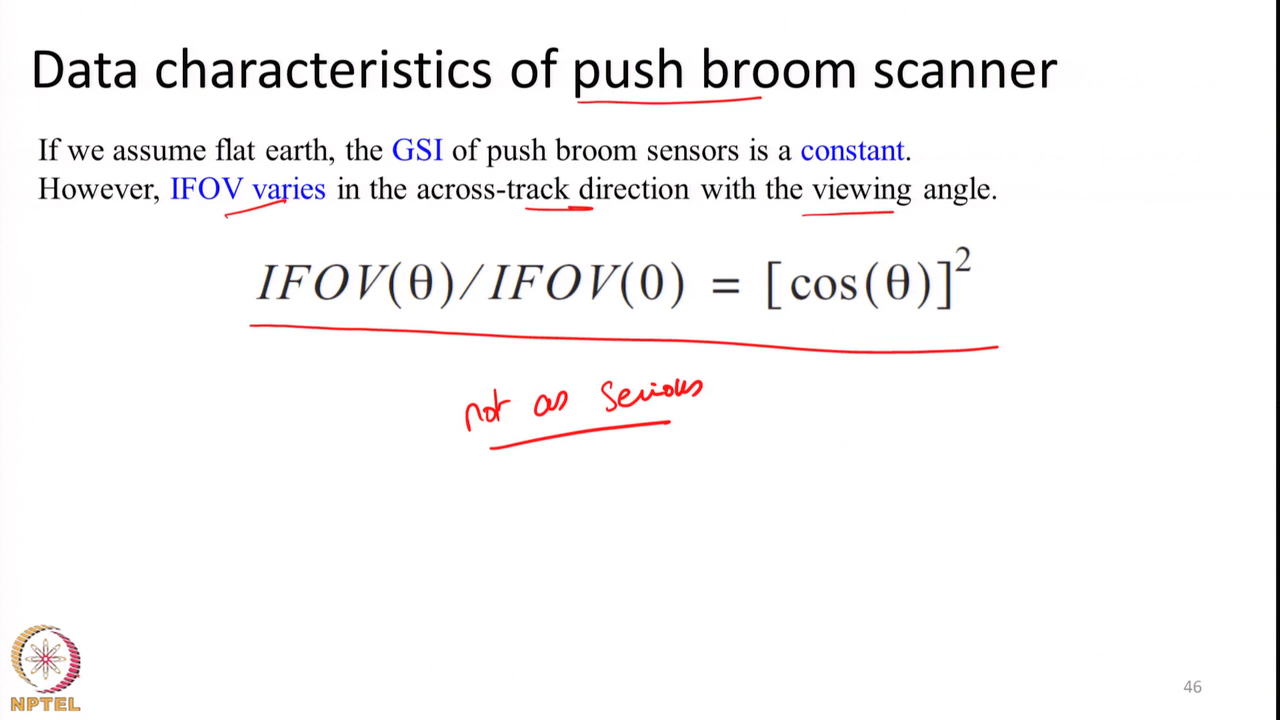 Data characteristics of push broom scanner
If we assume flat earth, the GSI of push broom sensors is a constant.
However, IFOV varies in the across-track direction with the viewing angle.
IFOV(θ)/IFOV(0) = [cos(θ)]²
not as serious
NPTEL
46